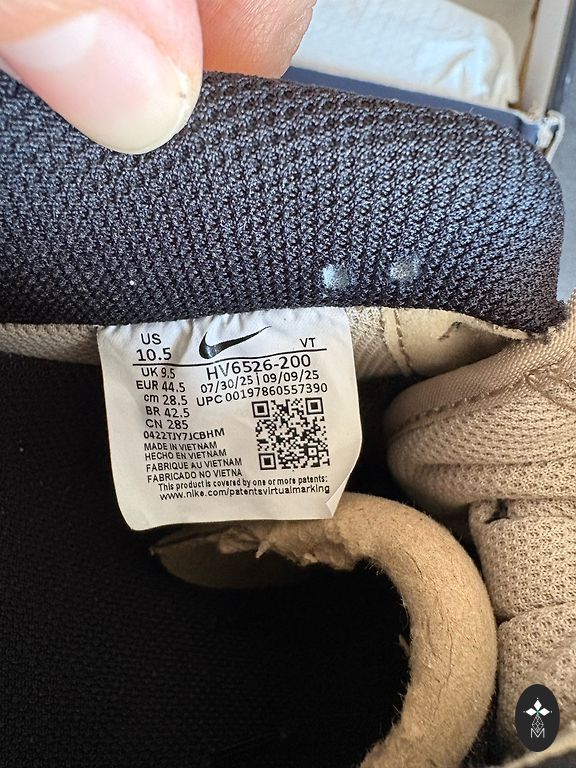 US
10.5
VT
UK 9.5
HV6526-200
EUR 44.5
07/30/25 | 09/09/25
cm 28.5
UPC 00197860557390
BR 42.5
CN 285
0422TJY7JCBHM
MADE IN VIETNAM
HECHO EN VIETNAM
FABRIQUE AU VIETNAM
FABRICADO NO VIETNA
This product is covered by one or more patents:
www.nike.com/patentsvirtualmarking
M